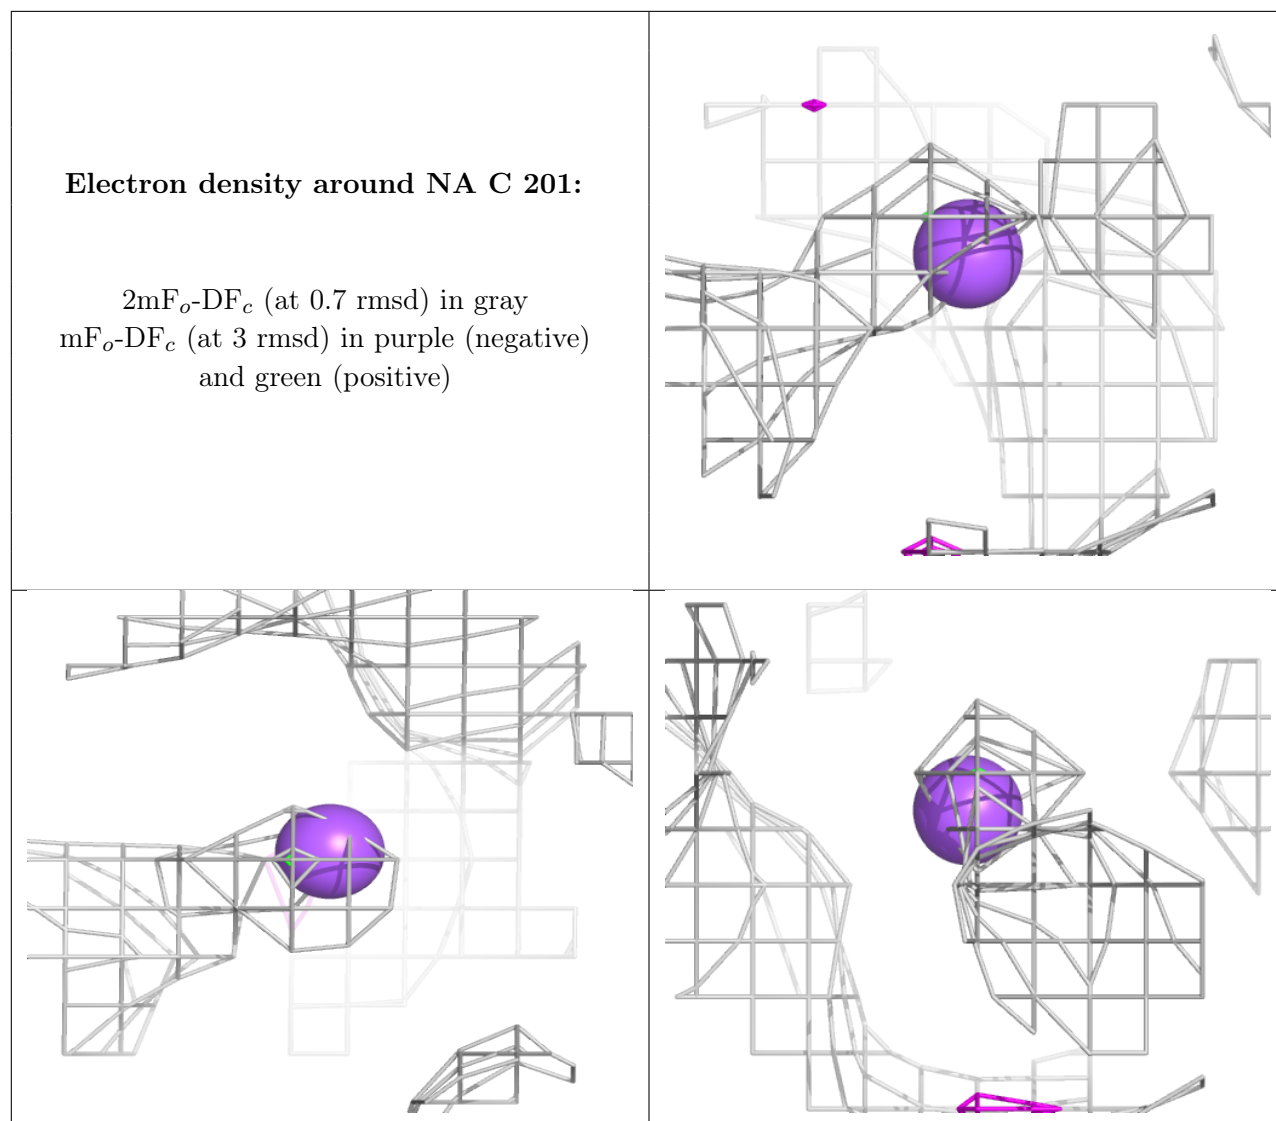 Electron density around NA C 201:
2mFo-DFc (at 0.7 rmsd) in gray
mFo-DFc (at 3 rmsd) in purple (negative)
and green (positive)